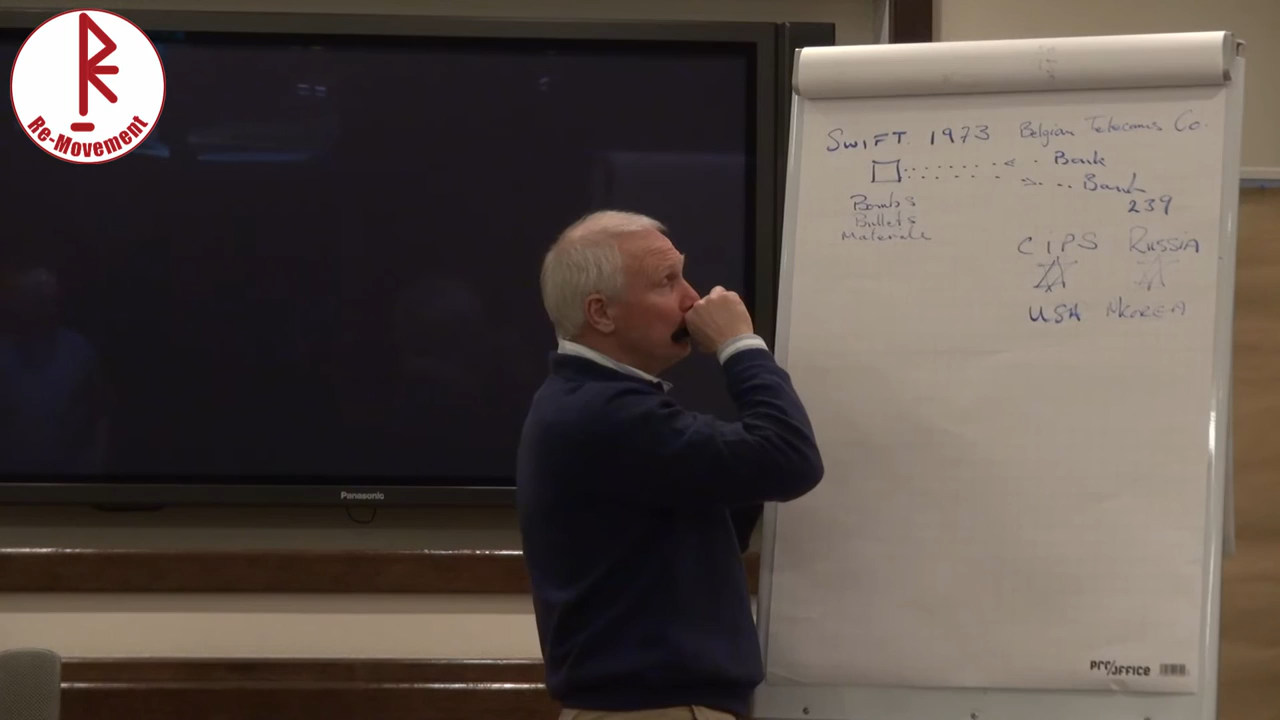 Re-Movement
Panasonic
SWIFT. 1973 Belgian Telecoms Co.
Bank
Bank
239
Bombs
Bullets
Materials
CIPS RUSSIA
USA NKOREA
PRO/OFFICE